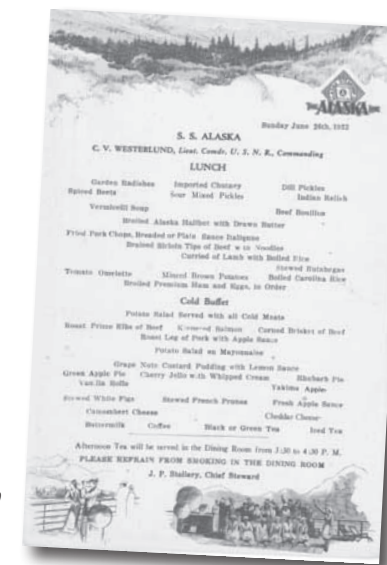 THE ALASKA LINE
Sunday June 26th, 1932
S. S. ALASKA
C. V. WESTERLUND, Lieut. Comdr. U. S. N. R., Commanding
LUNCH
Garden Radishes Imported Chutney Dill Pickles
Spiced Beets Sour Mixed Pickles Indian Relish
Vermicelli Soup Beef Bouillon
Broiled Alaska Halibut with Drawn Butter
Fried Pork Chops, Breaded or Plain Sauce Italienne
Braised Sirloin Tips of Beef with Noodles
Curried of Lamb with Boiled Rice
Stewed Rutabagas
Tomato Omelette Minced Brown Potatoes Boiled Carolina Rice
Broiled Premium Ham and Eggs, to Order
Cold Buffet
Potato Salad Served with all Cold Meats
Roast Prime Ribs of Beef Salmon Corned Brisket of Beef
Roast Leg of Pork with Apple Sauce
Potato Salad en Mayonnaise
Grape Nuts Custard Pudding with Lemon Sauce
Green Apple Pie Cherry Jello with Whipped Cream Rhubarb Pie
Vanilla Rolls Yakima Apples
Stewed White Figs Stewed French Prunes Fresh Apple Sauce
Camembert Cheese Cheddar Cheese
Buttermilk Coffee Black or Green Tea Iced Tea
Afternoon Tea will be served in the Dining Room from 3:30 to 4:30 P. M.
PLEASE REFRAIN FROM SMOKING IN THE DINING ROOM
J. P. Stallery, Chief Steward